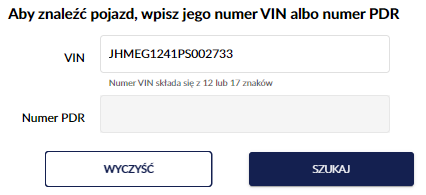 Aby znaleźć pojazd, wpisz jego numer VIN albo numer PDR
VIN
JHMEG1241PS002733
Numer VIN składa się z 12 lub 17 znaków
Numer PDR
WYCZYŚĆ
SZUKAJ